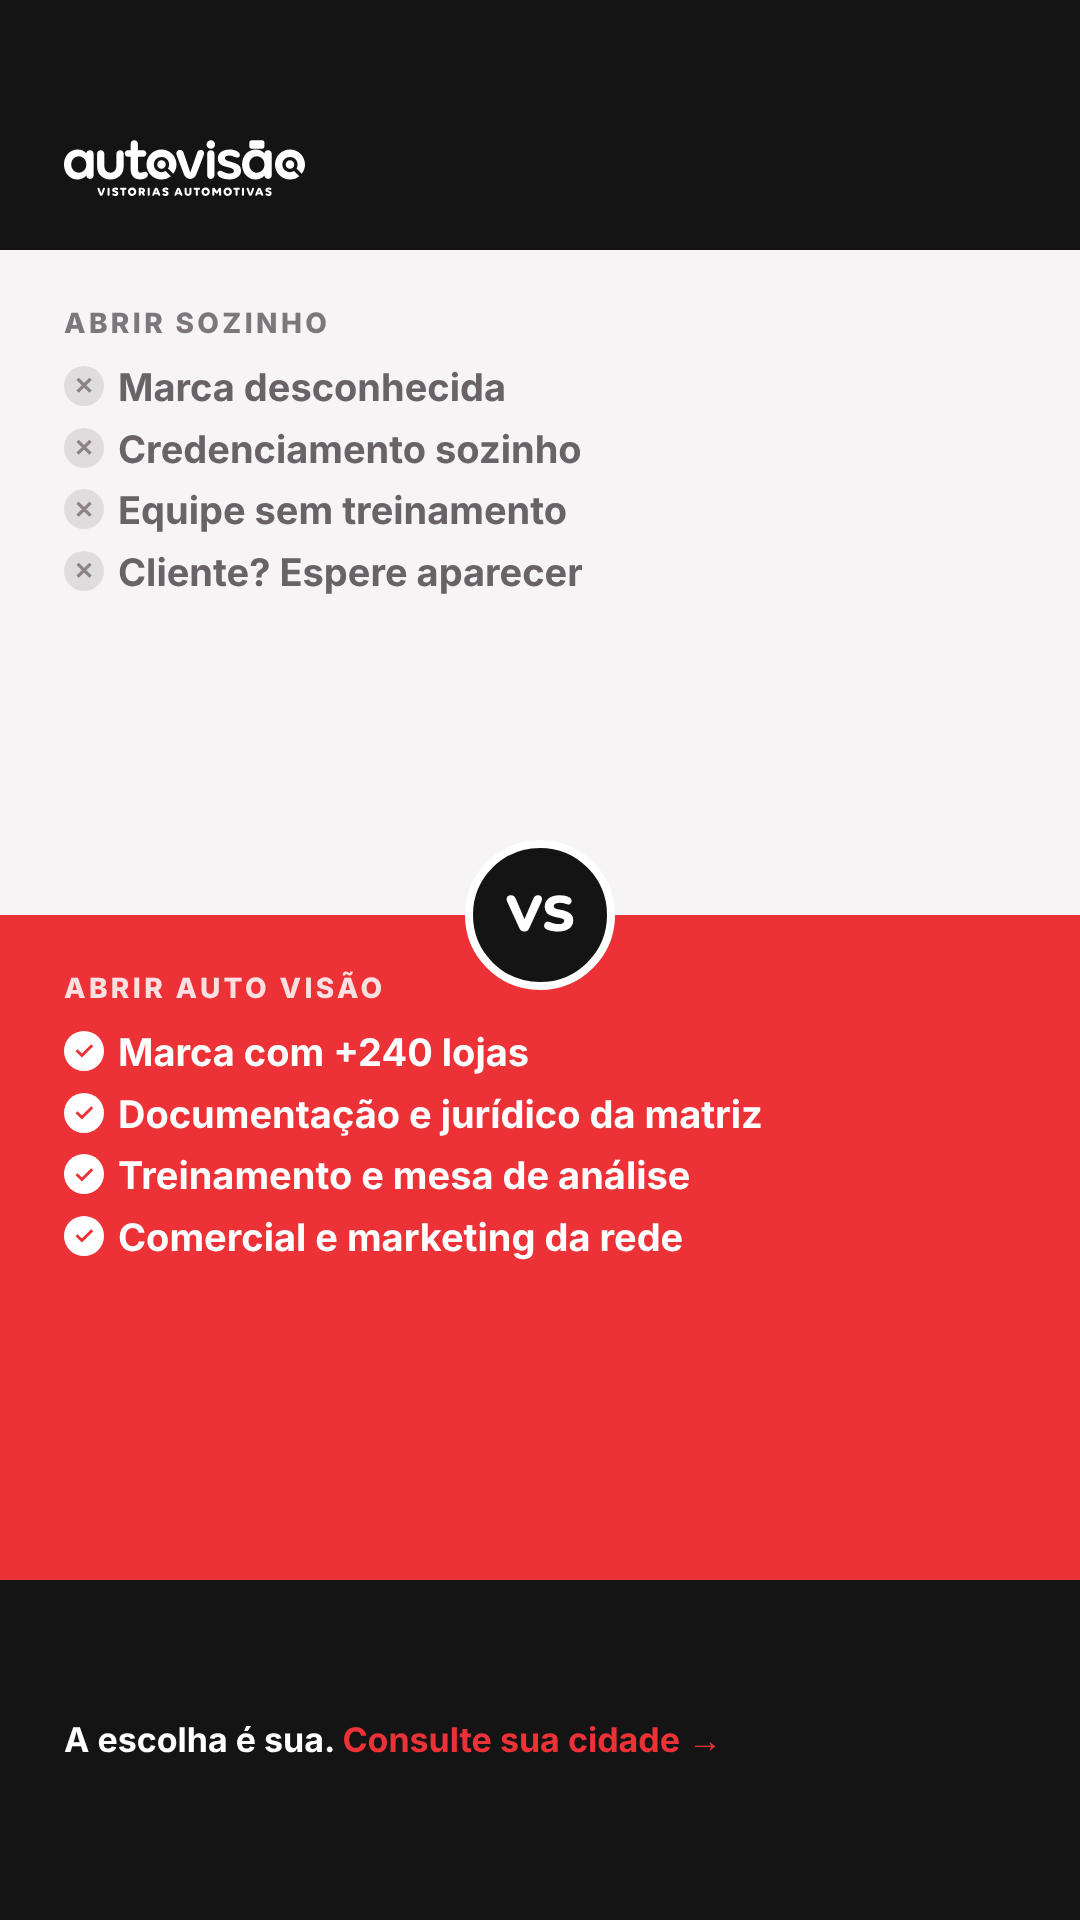 autovisão
VISTORIAS AUTOMOTIVAS
ABRIR SOZINHO
✕ Marca desconhecida
✕ Credenciamento sozinho
✕ Equipe sem treinamento
✕ Cliente? Espere aparecer
VS
ABRIR AUTO VISÃO
✓ Marca com +240 lojas
✓ Documentação e jurídico da matriz
✓ Treinamento e mesa de análise
✓ Comercial e marketing da rede
A escolha é sua. Consulte sua cidade →